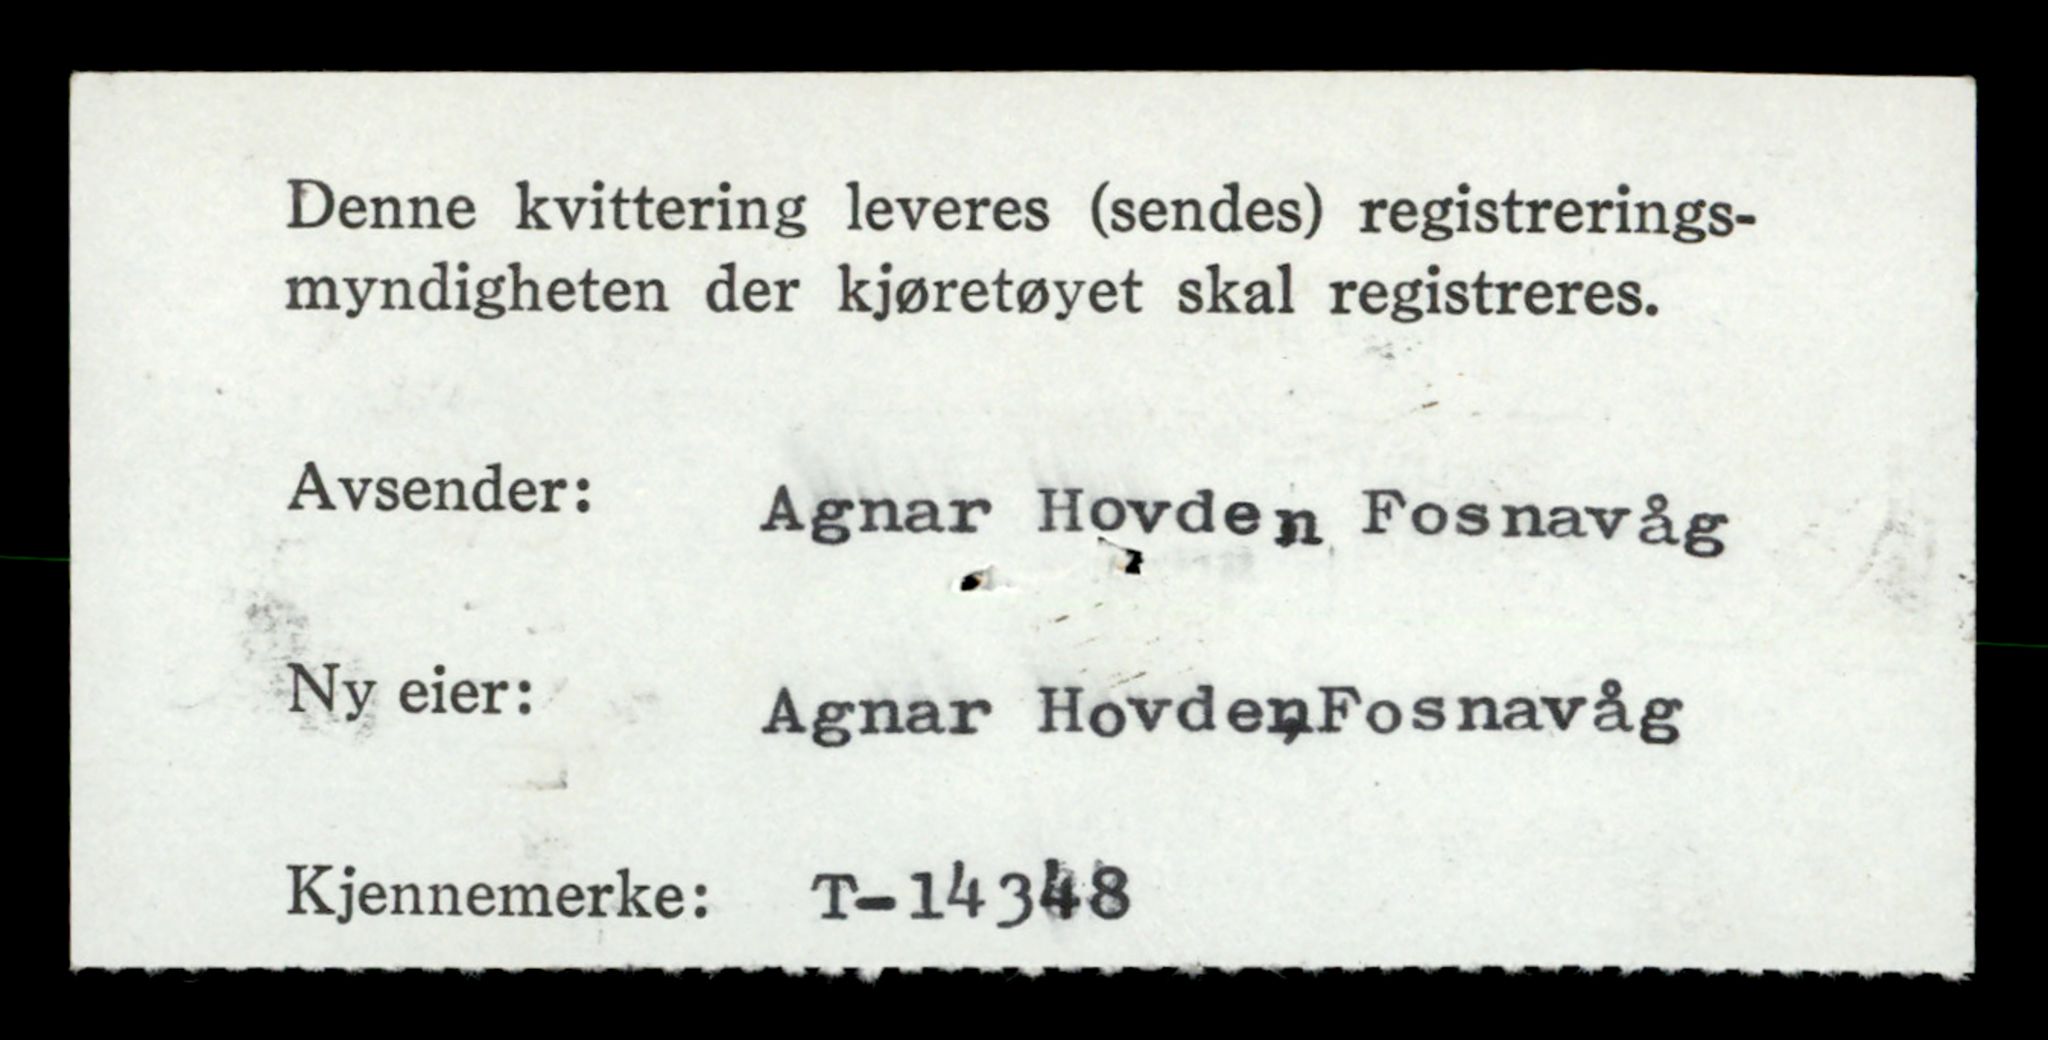 Denne kvittering leveres (sendes) registrerings-
myndigheten der kjøretøyet skal registreres.
Avsender: Agnar Hovden, Fosnavåg
Ny eier: Agnar Hovden,Fosnavåg
Kjennemerke: T-14348